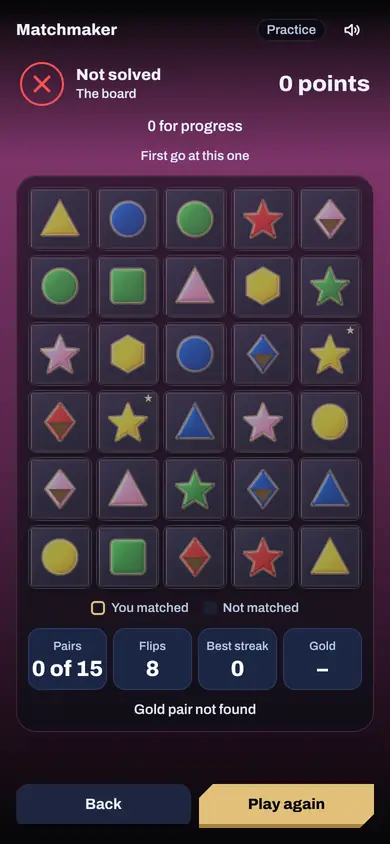 Matchmaker
Practice
Not solved
The board
0 points
0 for progress
First go at this one
You matched
Not matched
Pairs
0 of 15
Flips
8
Best streak
0
Gold
–
Gold pair not found
Back
Play again